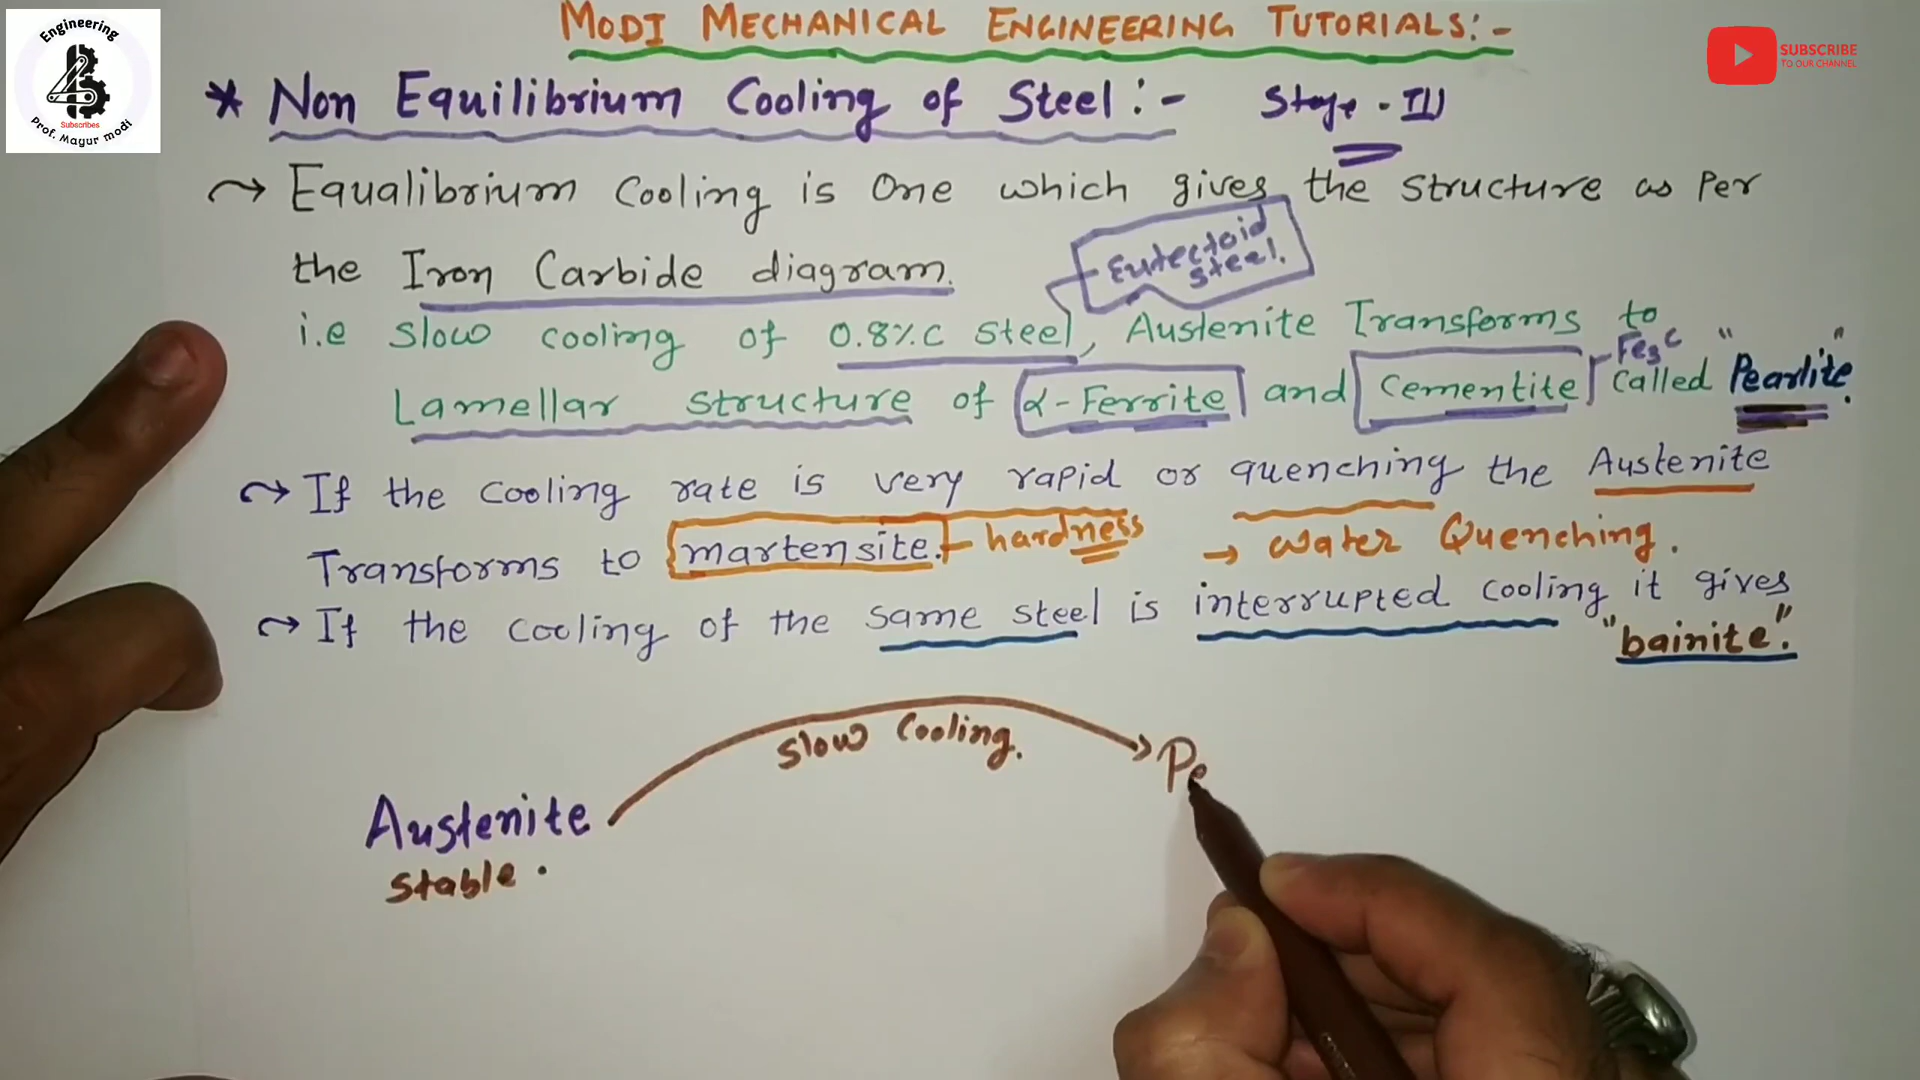 Engineering
Subscribes
Prof. Mayur modi
MODI MECHANICAL ENGINEERING TUTORIALS:-
SUBSCRIBE
TO OUR CHANNEL
* Non Equilibrium Cooling of Steel:- Stage - III
→ Equalibrium Cooling is One which gives the structure as Per
the Iron Carbide diagram.
Eutectoid
steel.
i.e slow cooling of 0.8%C steel, Austenite Transforms to
Fe3C
Lamellar structure of α-Ferrite and Cementite called "Pearlite".
→ If the cooling rate is very rapid or quenching the Austenite
Transforms to martensite. hardness → water Quenching.
→ If the cooling of the same steel is interrupted cooling it gives
"bainite".
slow cooling.
Pe
Austenite
stable.